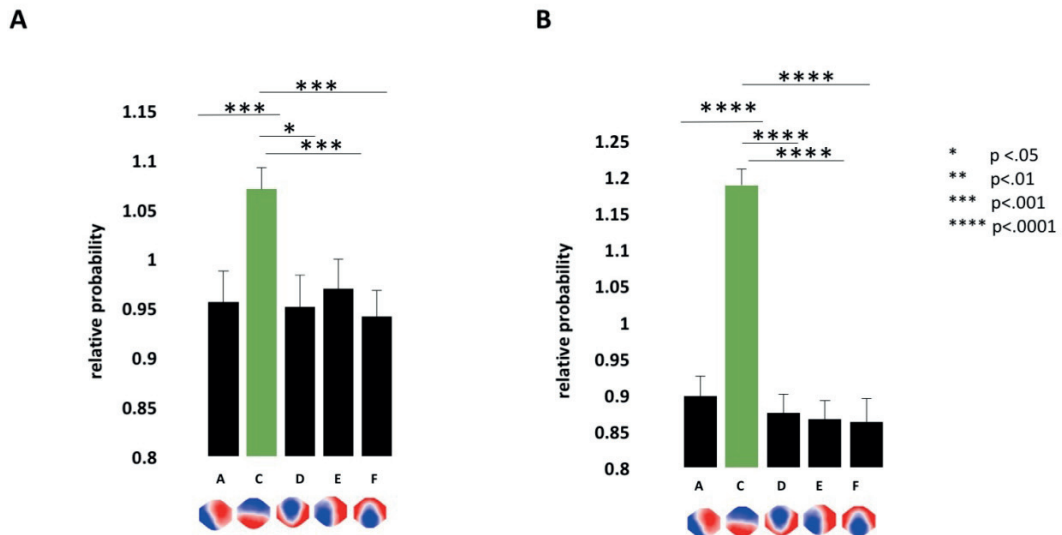 A
***
***
*
***
1.15
1.1
1.05
1
0.95
0.9
0.85
0.8
relative probability
A C D E F
B
****
****
****
****
1.25
1.2
1.15
1.1
1.05
1
0.95
0.9
0.85
0.8
relative probability
A C D E F
* p <.05
** p<.01
*** p<.001
**** p<.0001